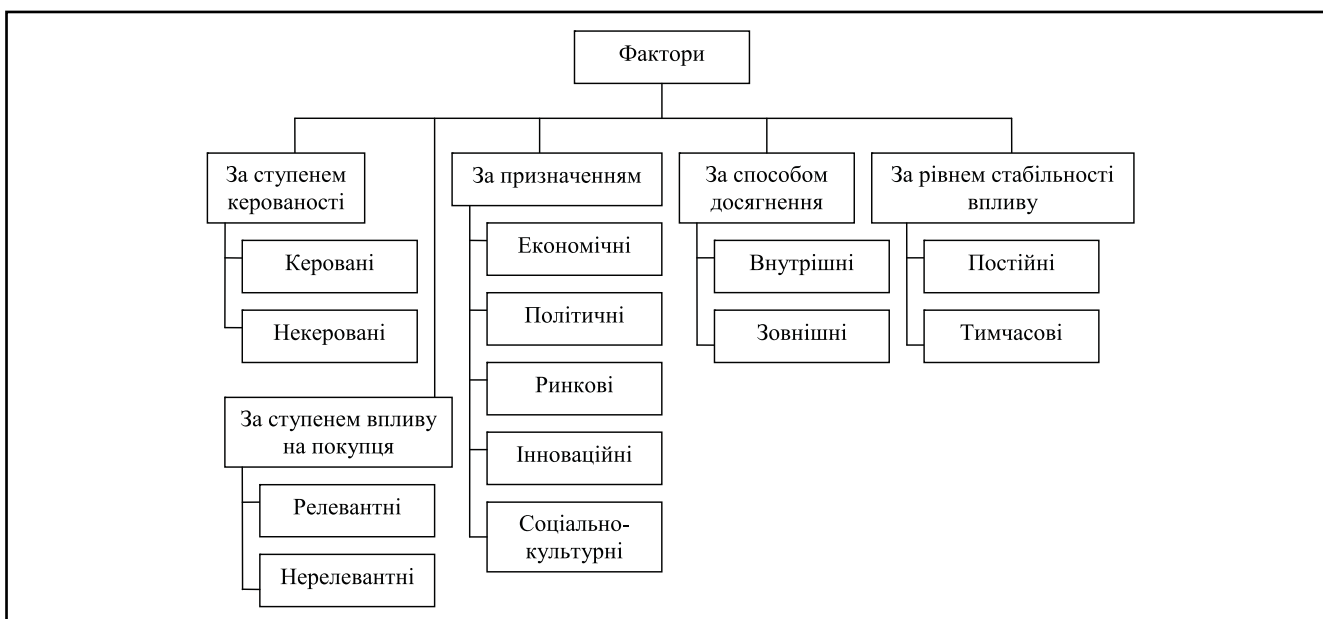 Фактори
За ступенем
керованості
Керовані
Некеровані
За ступенем впливу
на покупця
Релевантні
Нерелевантні
За призначенням
Економічні
Політичні
Ринкові
Інноваційні
Соціально-
культурні
За способом
досягнення
Внутрішні
Зовнішні
За рівнем стабільності
впливу
Постійні
Тимчасові